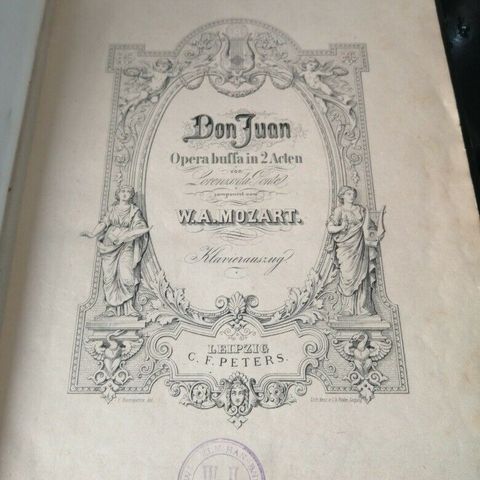 Don Juan
Opera buffa in 2 Acten
von
Lorenzo da Ponte
componirt von
W. A. MOZART.
Klavierauszug
LEIPZIG
C. F. PETERS.